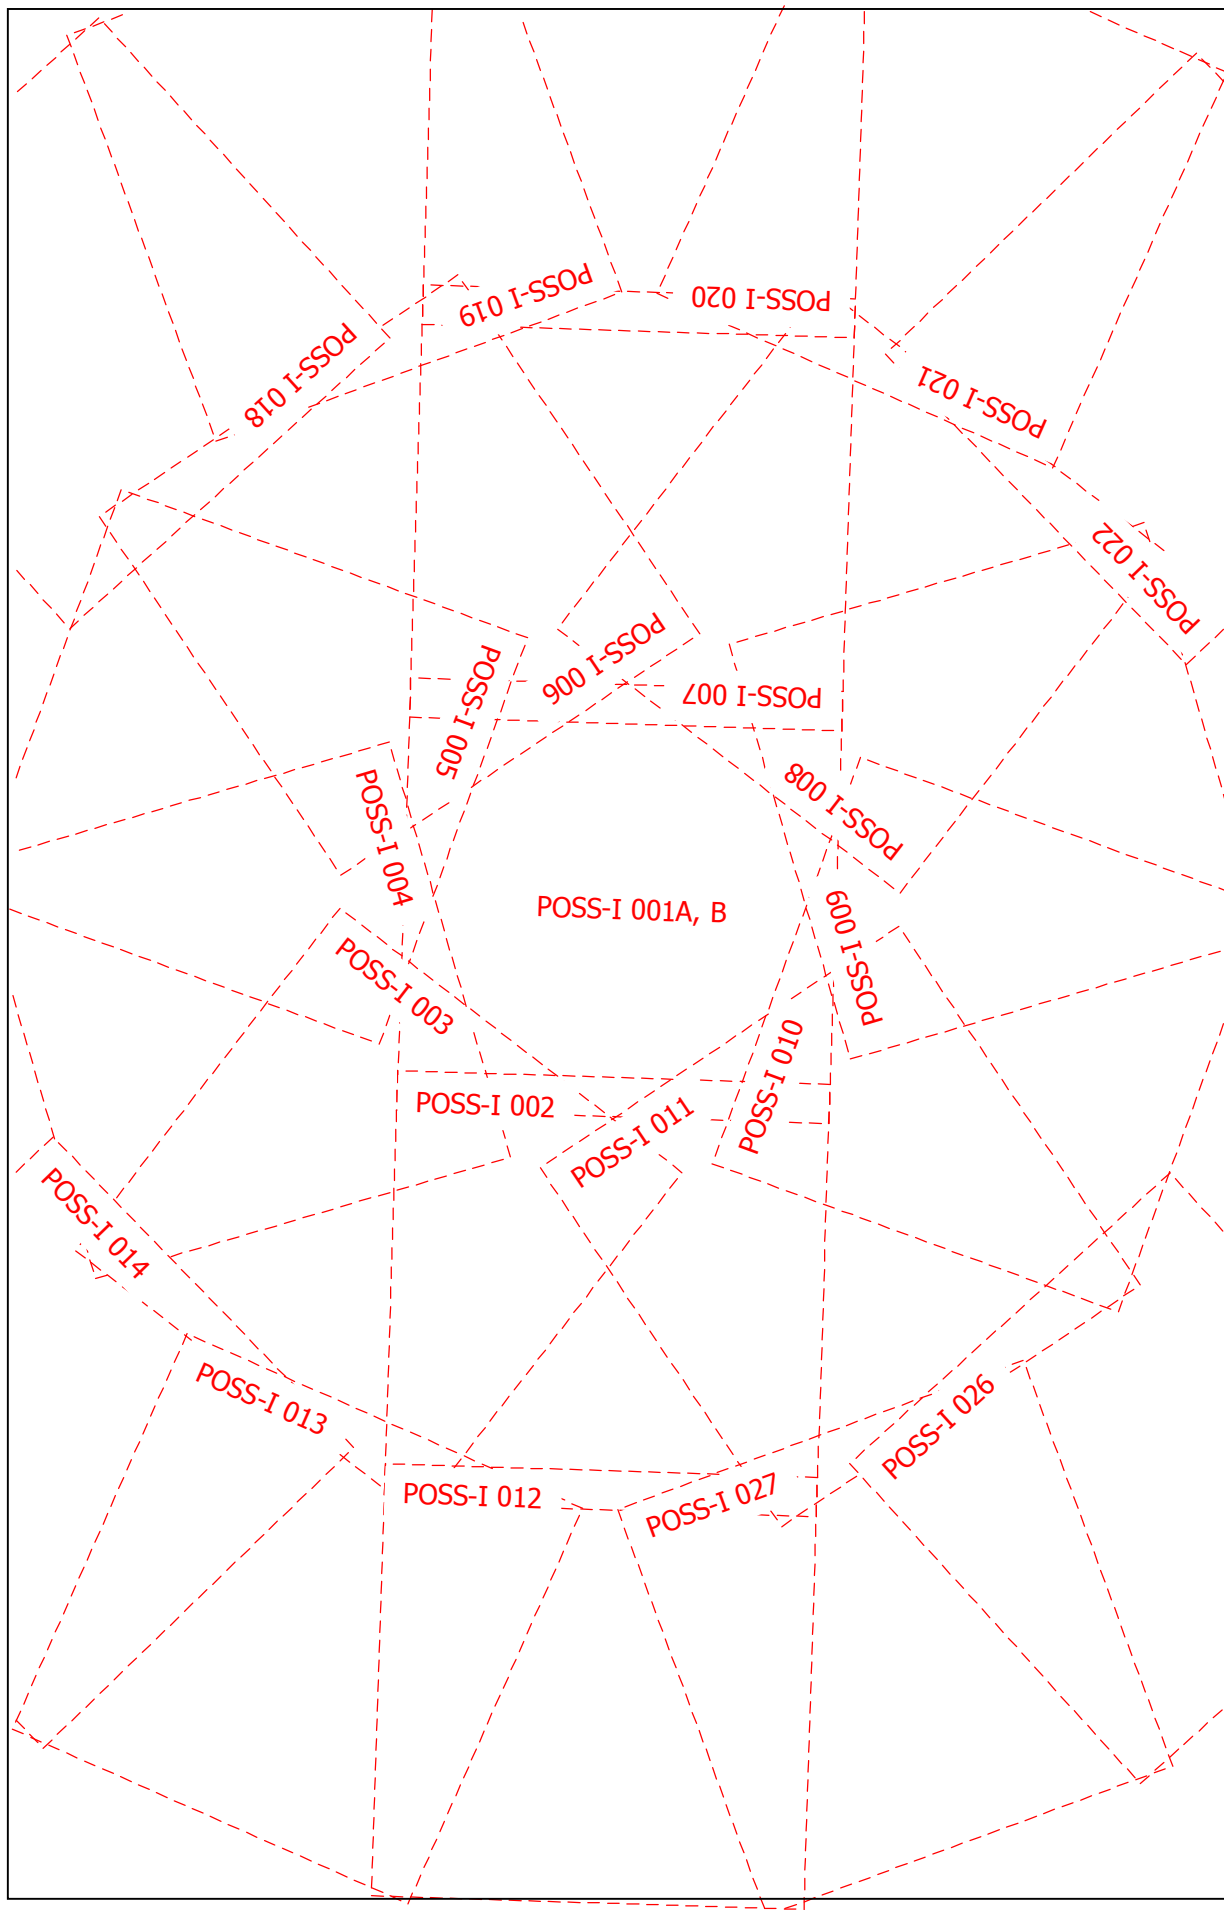 POSS-I 019
POSS-I 020
POSS-I 018
POSS-I 021
POSS-I 022
POSS-I 006
POSS-I 005
POSS-I 007
POSS-I 008
POSS-I 004
POSS-I 001A, B
POSS-I 009
POSS-I 003
POSS-I 010
POSS-I 002
POSS-I 011
POSS-I 014
POSS-I 013
POSS-I 026
POSS-I 012
POSS-I 027